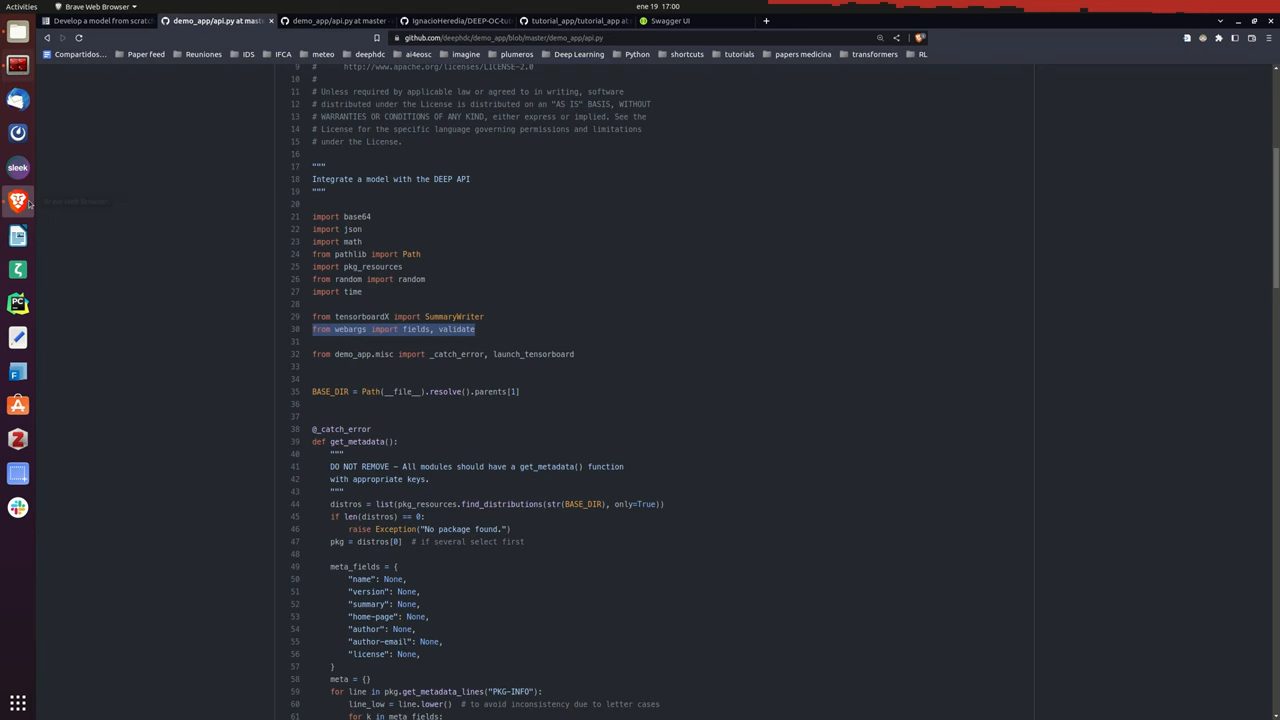 Activities
Brave Web Browser
ene 19 17:00
Develop a model from scratch
demo_app/api.py at mast
demo_app/api.py at master
IgnacioHeredia/DEEP-OC-tu
tutorial_app/tutorial_app at
Swagger UI
github.com/deephdc/demo_app/blob/master/demo_app/api.py
Compartidos...
Paper feed
Reuniones
IDS
IFCA
meteo
deephdc
ai4eosc
imagine
plumeros
Deep Learning
Python
shortcuts
tutorials
papers medicina
transformers
RL
sleek
Brave Web Browser
9 # http://www.apache.org/licenses/LICENSE-2.0
10 #
11 # Unless required by applicable law or agreed to in writing, software
12 # distributed under the License is distributed on an "AS IS" BASIS, WITHOUT
13 # WARRANTIES OR CONDITIONS OF ANY KIND, either express or implied. See the
14 # License for the specific language governing permissions and limitations
15 # under the License.
16
17 """
18 Integrate a model with the DEEP API
19 """
20
21 import base64
22 import json
23 import math
24 from pathlib import Path
25 import pkg_resources
26 from random import random
27 import time
28
29 from tensorboardX import SummaryWriter
30 from webargs import fields, validate
31
32 from demo_app.misc import _catch_error, launch_tensorboard
33
34
35 BASE_DIR = Path(__file__).resolve().parents[1]
36
37
38 @_catch_error
39 def get_metadata():
40 """
41 DO NOT REMOVE - All modules should have a get_metadata() function
42 with appropriate keys.
43 """
44 distros = list(pkg_resources.find_distributions(str(BASE_DIR), only=True))
45 if len(distros) == 0:
46 raise Exception("No package found.")
47 pkg = distros[0] # if several select first
48
49 meta_fields = {
50 "name": None,
51 "version": None,
52 "summary": None,
53 "home-page": None,
54 "author": None,
55 "author-email": None,
56 "license": None,
57 }
58 meta = {}
59 for line in pkg.get_metadata_lines("PKG-INFO"):
60 line_low = line.lower() # to avoid inconsistency due to letter cases
61 for k in meta_fields: